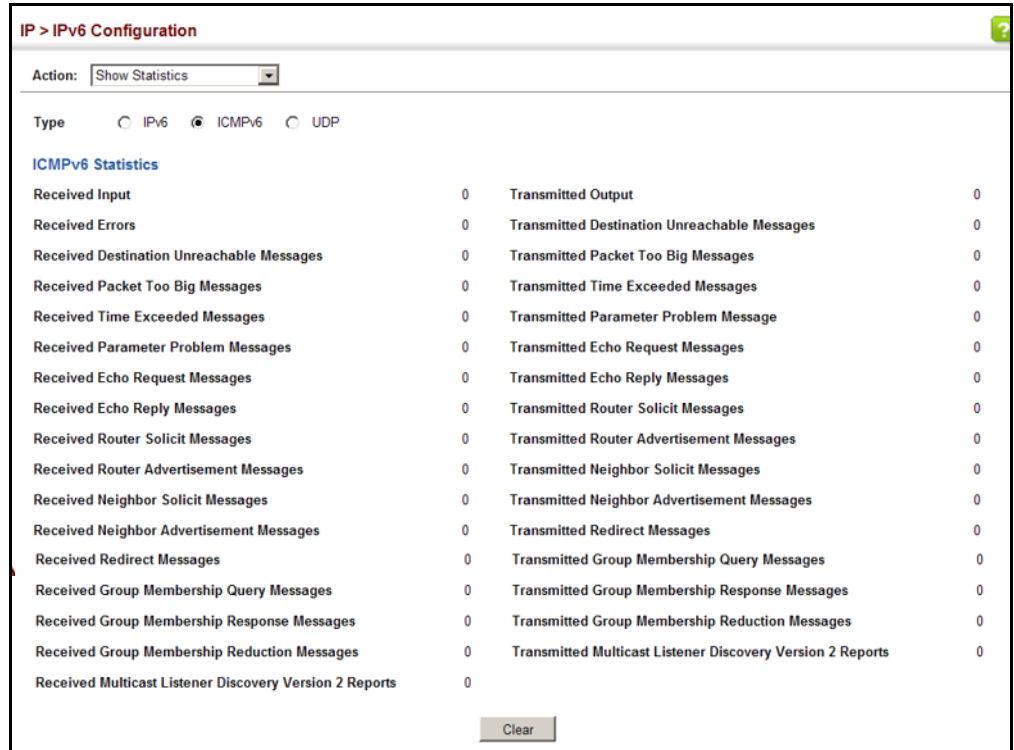 IP > IPv6 Configuration
?
Action: Show Statistics
Type IPv6 ICMPv6 UDP
ICMPv6 Statistics
Received Input 0 Transmitted Output 0
Received Errors 0 Transmitted Destination Unreachable Messages 0
Received Destination Unreachable Messages 0 Transmitted Packet Too Big Messages 0
Received Packet Too Big Messages 0 Transmitted Time Exceeded Messages 0
Received Time Exceeded Messages 0 Transmitted Parameter Problem Message 0
Received Parameter Problem Messages 0 Transmitted Echo Request Messages 0
Received Echo Request Messages 0 Transmitted Echo Reply Messages 0
Received Echo Reply Messages 0 Transmitted Router Solicit Messages 0
Received Router Solicit Messages 0 Transmitted Router Advertisement Messages 0
Received Router Advertisement Messages 0 Transmitted Neighbor Solicit Messages 0
Received Neighbor Solicit Messages 0 Transmitted Neighbor Advertisement Messages 0
Received Neighbor Advertisement Messages 0 Transmitted Redirect Messages 0
Received Redirect Messages 0 Transmitted Group Membership Query Messages 0
Received Group Membership Query Messages 0 Transmitted Group Membership Response Messages 0
Received Group Membership Response Messages 0 Transmitted Group Membership Reduction Messages 0
Received Group Membership Reduction Messages 0 Transmitted Multicast Listener Discovery Version 2 Reports 0
Received Multicast Listener Discovery Version 2 Reports 0
Clear